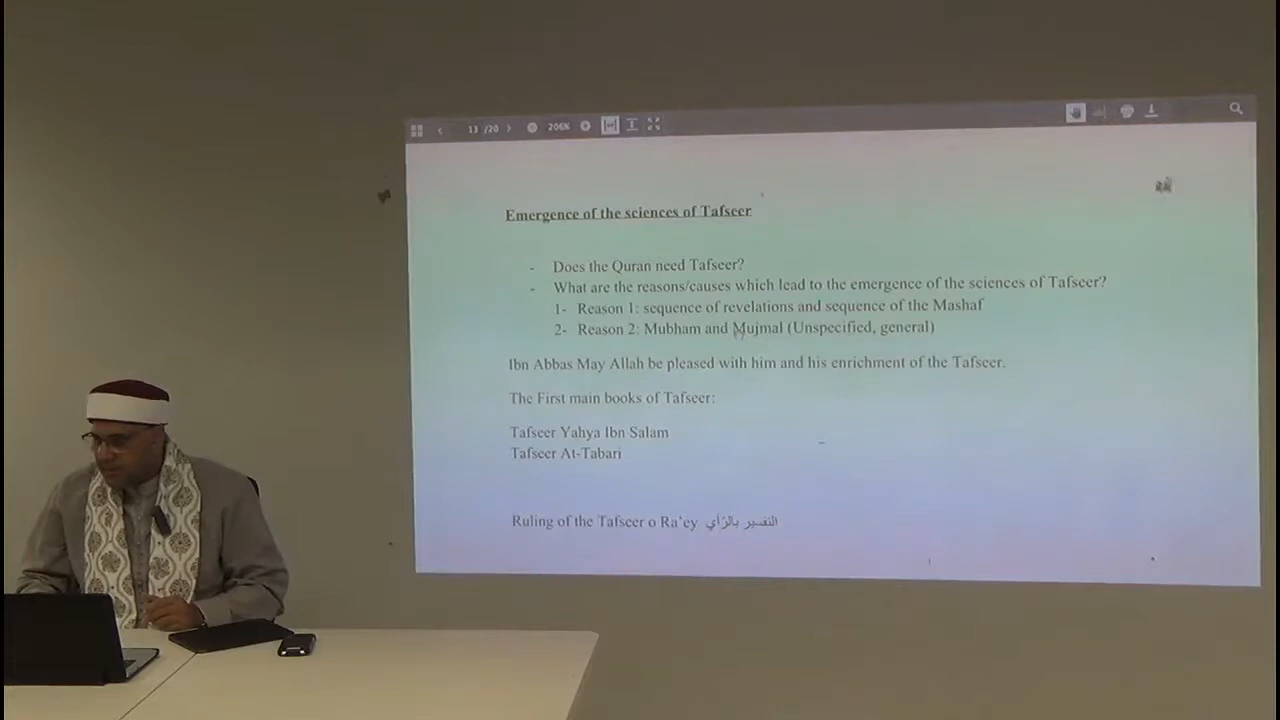 13 /20
206%
Emergence of the sciences of Tafseer
- Does the Quran need Tafseer?
- What are the reasons/causes which lead to the emergence of the sciences of Tafseer?
1- Reason 1: sequence of revelations and sequence of the Mashaf
2- Reason 2: Mubham and Mujmal (Unspecified, general)
Ibn Abbas May Allah be pleased with him and his enrichment of the Tafseer.
The First main books of Tafseer:
Tafseer Yahya Ibn Salam
Tafseer At-Tabari
Ruling of the Tafseer o Ra’ey التفسير بالرّأي